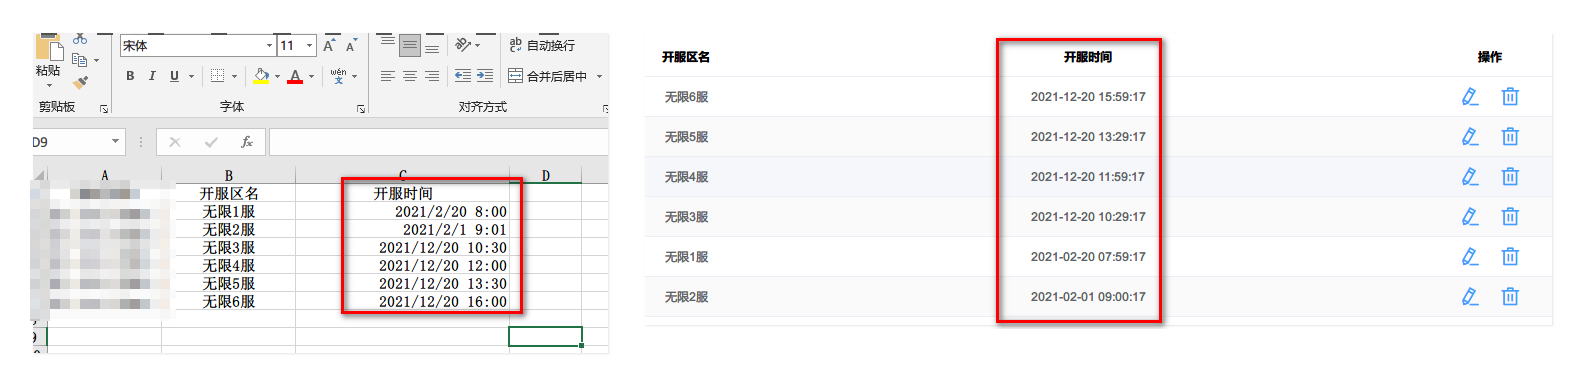 宋体 11 A A 自动换行
粘贴 B I U A wén 文 合并后居中
剪贴板 字体 对齐方式
D9 fx
A B C D
开服区名 开服时间
无限1服 2021/2/20 8:00
无限2服 2021/2/1 9:01
无限3服 2021/12/20 10:30
无限4服 2021/12/20 12:00
无限5服 2021/12/20 13:30
无限6服 2021/12/20 16:00
9
开服区名 开服时间 操作
无限6服 2021-12-20 15:59:17
无限5服 2021-12-20 13:29:17
无限4服 2021-12-20 11:59:17
无限3服 2021-12-20 10:29:17
无限1服 2021-02-20 07:59:17
无限2服 2021-02-01 09:00:17